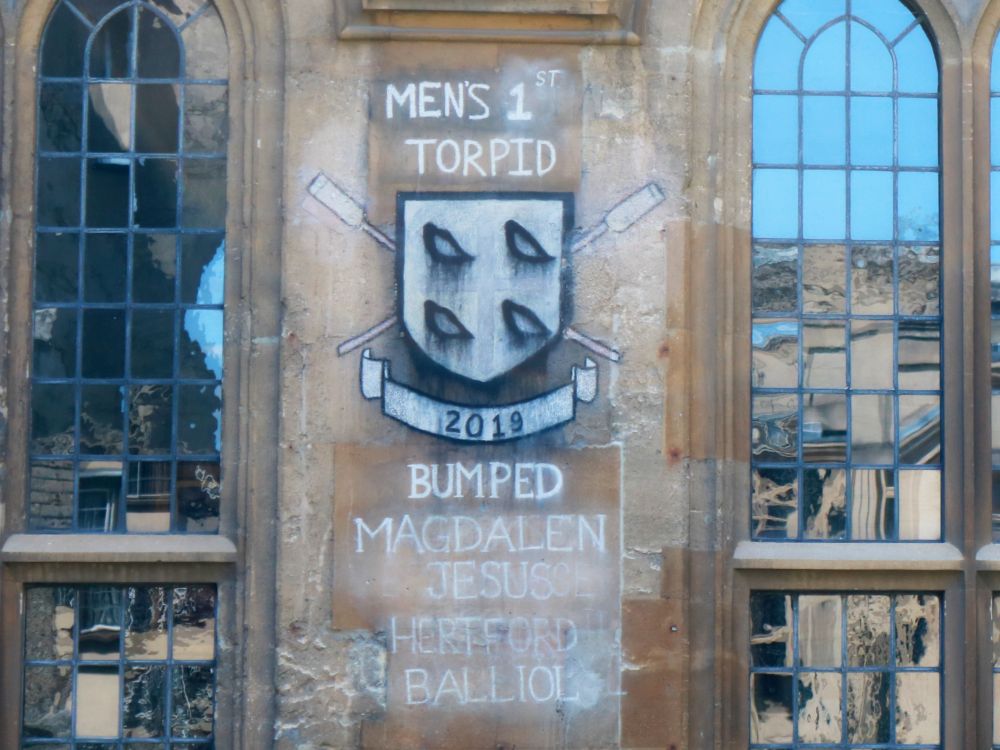 MEN'S 1ST
TORPID
2019
BUMPED
MAGDALEN
JESUS
HERTFORD
BALLIOL